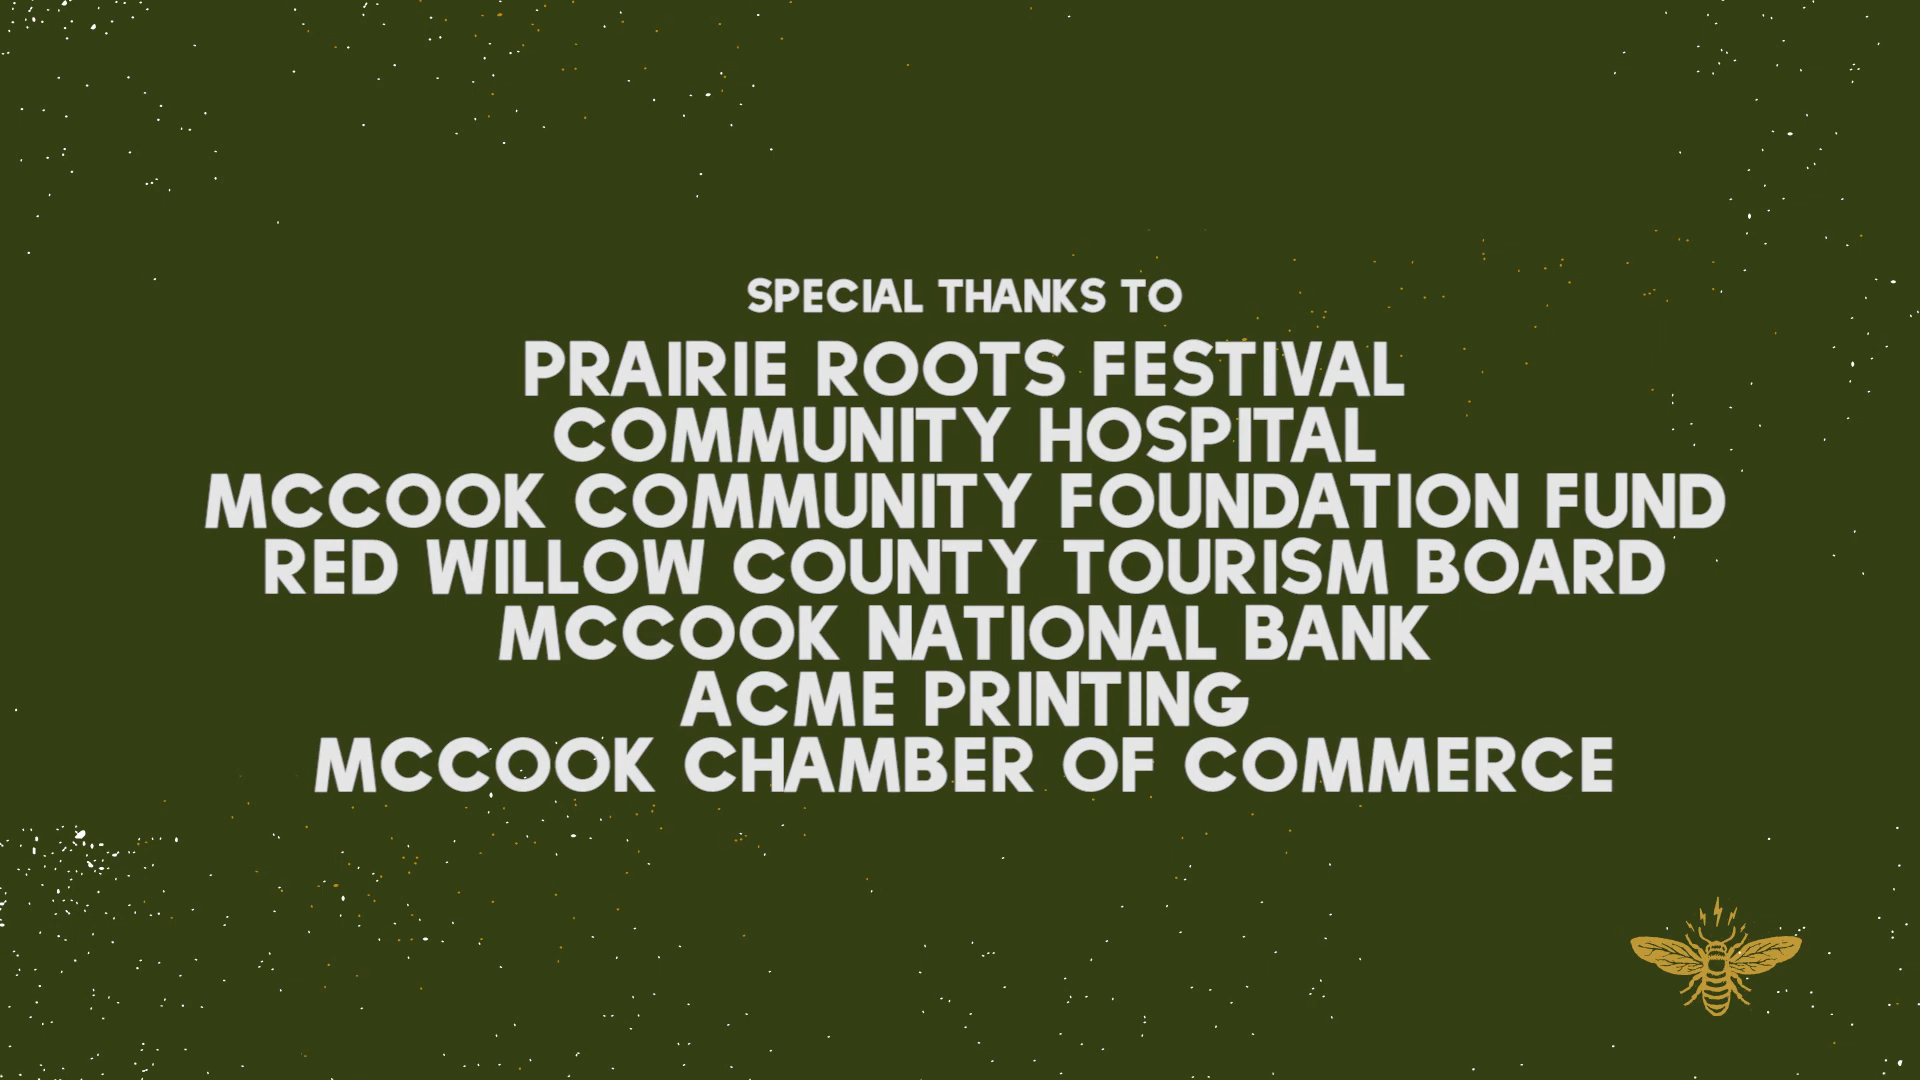 SPECIAL THANKS TO
PRAIRIE ROOTS FESTIVAL
COMMUNITY HOSPITAL
MCCOOK COMMUNITY FOUNDATION FUND
RED WILLOW COUNTY TOURISM BOARD
MCCOOK NATIONAL BANK
ACME PRINTING
MCCOOK CHAMBER OF COMMERCE